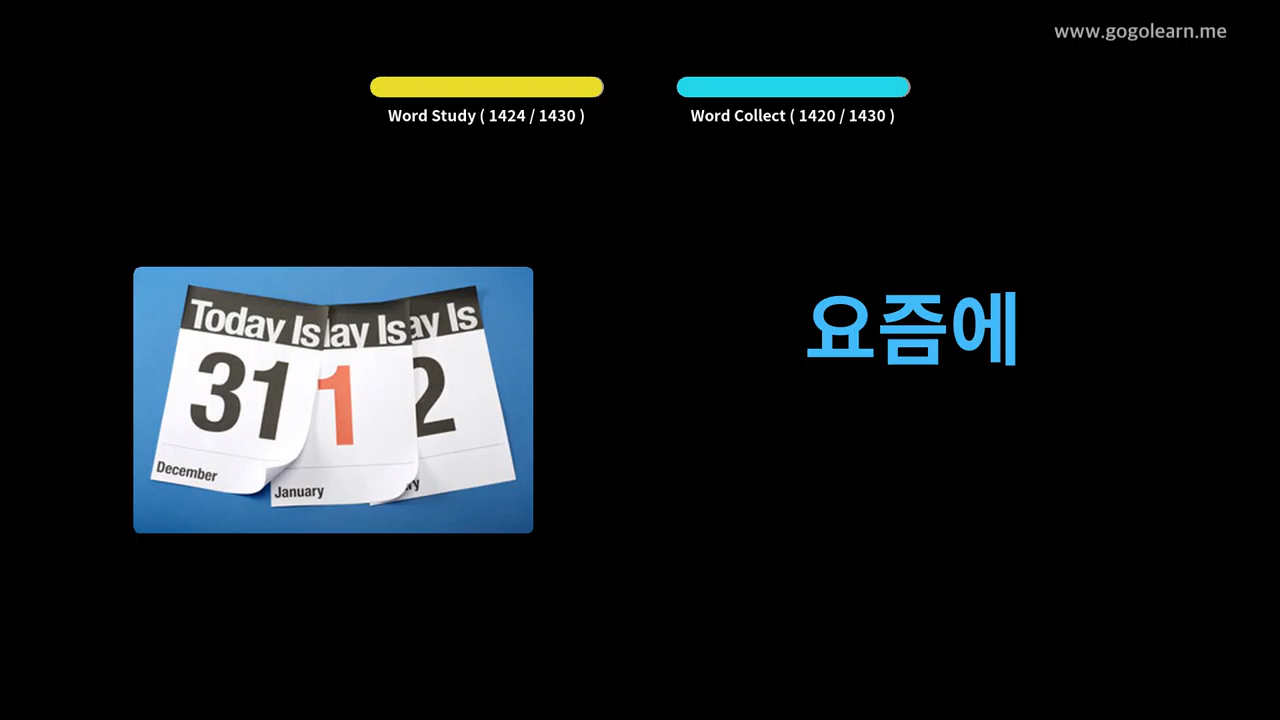 www.gogolearn.me
Word Study ( 1424 / 1430 )
Word Collect ( 1420 / 1430 )
요즘에
Today Is
31
December
lay Is
1
January
ay Is
2
ry